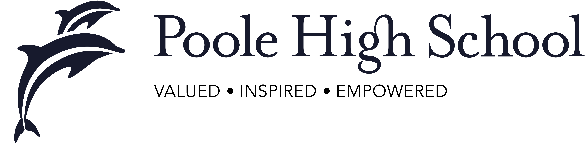 Poole High School
VALUED • INSPIRED • EMPOWERED